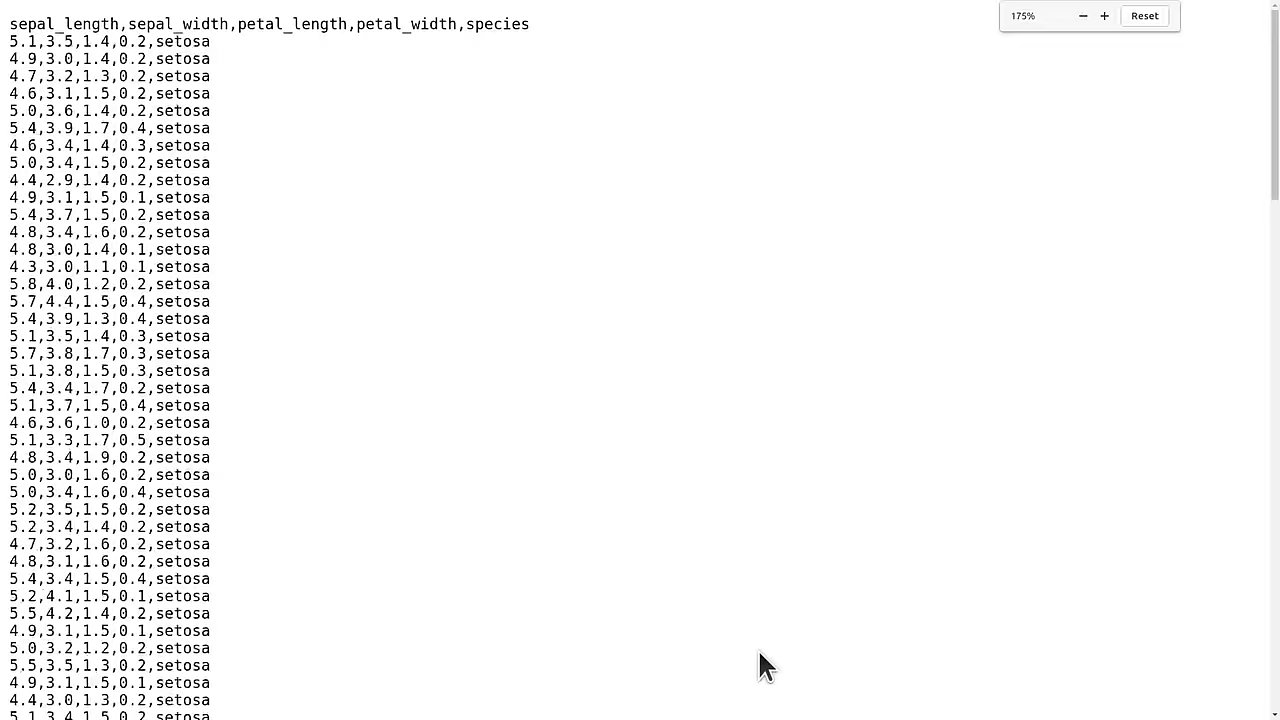 175%
Reset
sepal_length,sepal_width,petal_length,petal_width,species
5.1,3.5,1.4,0.2,setosa
4.9,3.0,1.4,0.2,setosa
4.7,3.2,1.3,0.2,setosa
4.6,3.1,1.5,0.2,setosa
5.0,3.6,1.4,0.2,setosa
5.4,3.9,1.7,0.4,setosa
4.6,3.4,1.4,0.3,setosa
5.0,3.4,1.5,0.2,setosa
4.4,2.9,1.4,0.2,setosa
4.9,3.1,1.5,0.1,setosa
5.4,3.7,1.5,0.2,setosa
4.8,3.4,1.6,0.2,setosa
4.8,3.0,1.4,0.1,setosa
4.3,3.0,1.1,0.1,setosa
5.8,4.0,1.2,0.2,setosa
5.7,4.4,1.5,0.4,setosa
5.4,3.9,1.3,0.4,setosa
5.1,3.5,1.4,0.3,setosa
5.7,3.8,1.7,0.3,setosa
5.1,3.8,1.5,0.3,setosa
5.4,3.4,1.7,0.2,setosa
5.1,3.7,1.5,0.4,setosa
4.6,3.6,1.0,0.2,setosa
5.1,3.3,1.7,0.5,setosa
4.8,3.4,1.9,0.2,setosa
5.0,3.0,1.6,0.2,setosa
5.0,3.4,1.6,0.4,setosa
5.2,3.5,1.5,0.2,setosa
5.2,3.4,1.4,0.2,setosa
4.7,3.2,1.6,0.2,setosa
4.8,3.1,1.6,0.2,setosa
5.4,3.4,1.5,0.4,setosa
5.2,4.1,1.5,0.1,setosa
5.5,4.2,1.4,0.2,setosa
4.9,3.1,1.5,0.1,setosa
5.0,3.2,1.2,0.2,setosa
5.5,3.5,1.3,0.2,setosa
4.9,3.1,1.5,0.1,setosa
4.4,3.0,1.3,0.2,setosa
5.1,3.4,1.5,0.2,setosa